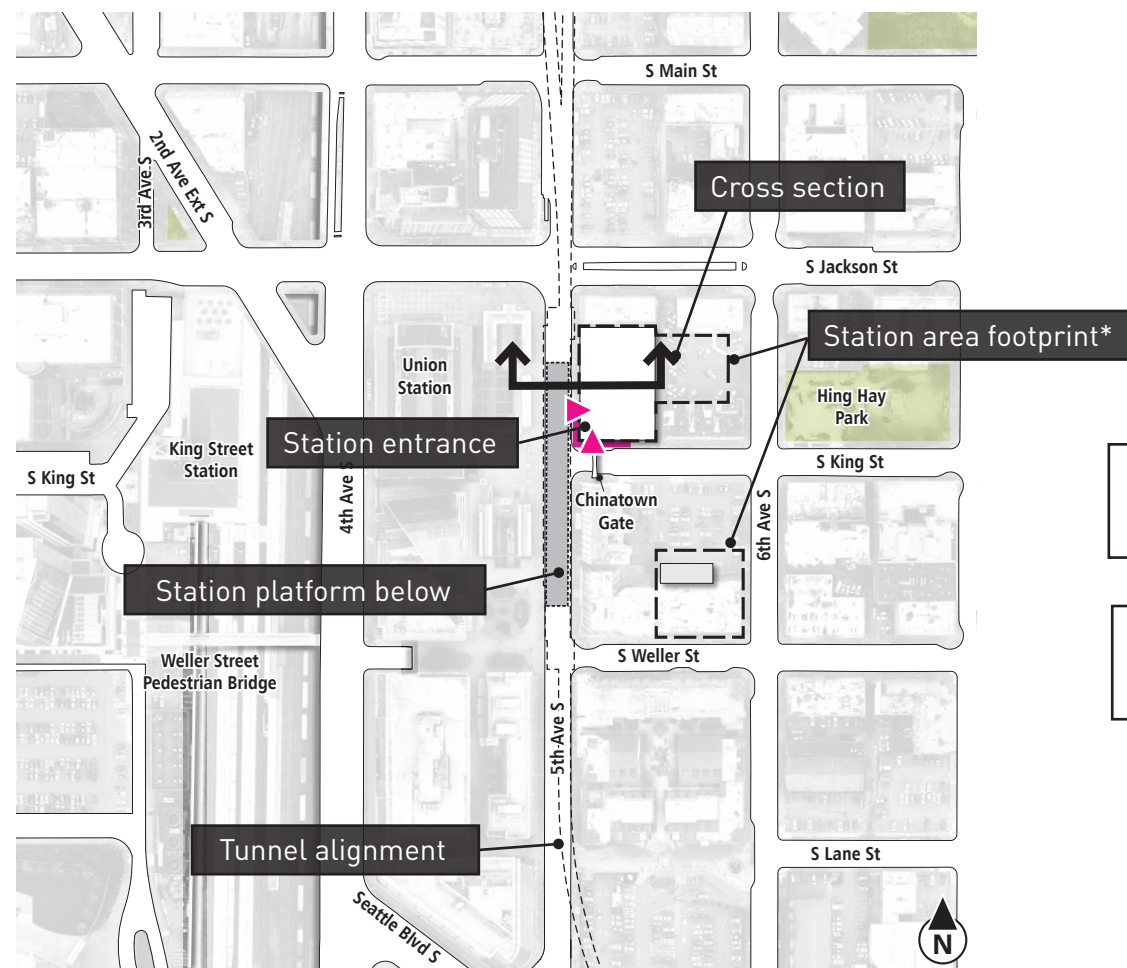 S Main St
3rd Ave S
2nd Ave Ext S
Cross section
S Jackson St
Station area footprint*
Union
Station
Hing Hay
Park
Station entrance
King Street
Station
S King St
S King St
4th Ave S
Chinatown
Gate
6th Ave S
Station platform below
S Weller St
Weller Street
Pedestrian Bridge
5th Ave S
Tunnel alignment
S Lane St
Seattle Blvd S
N